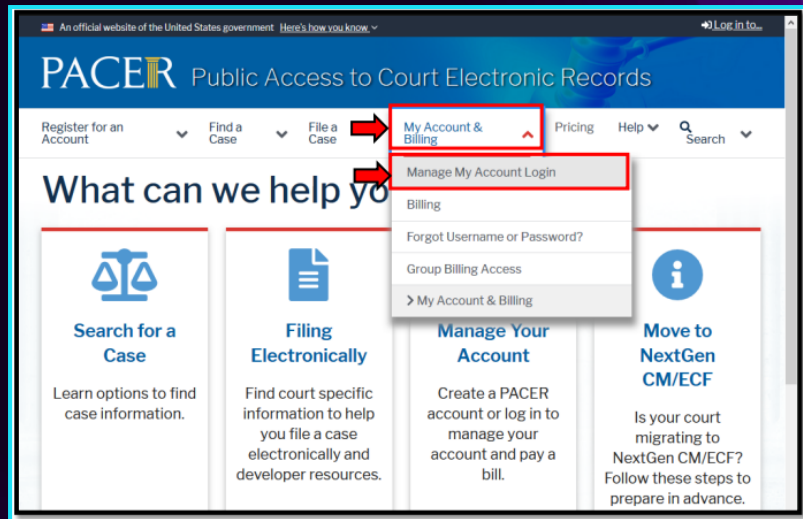 An official website of the United States government Here's how you know
Log in to...
PACER Public Access to Court Electronic Records
Register for an Account
Find a Case
File a Case
My Account & Billing
Pricing
Help
Search
Manage My Account Login
Billing
Forgot Username or Password?
Group Billing Access
My Account & Billing
What can we help yo
Search for a
Case
Learn options to find
case information.
Filing
Electronically
Find court specific
information to help
you file a case
electronically and
developer resources.
Manage Your
Account
Create a PACER
account or log in to
manage your
account and pay a
bill.
Move to
NextGen
CM/ECF
Is your court
migrating to
NextGen CM/ECF?
Follow these steps to
prepare in advance.